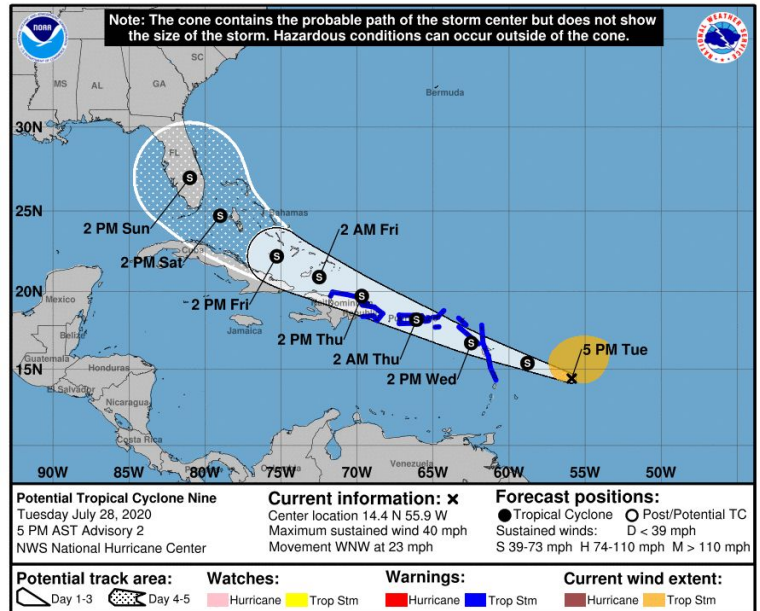 Note: The cone contains the probable path of the storm center but does not show
the size of the storm. Hazardous conditions can occur outside of the cone.
NOAA
NATIONAL WEATHER SERVICE
SC
MS
AL
GA
Bermuda
30N
FL
25N
Bahamas
2 PM Sun
2 AM Fri
Cuba
2 PM Sat
20N
Mexico
2 PM Fri
Jamaica
2 PM Thu
Belize
2 AM Thu
5 PM Tue
Guatemala
Honduras
15N
2 PM Wed
El Salvador
Nicaragua
Costa Rica
Venezuela
90W 85W 80W 75W 70W 65W 60W 55W 50W
Potential Tropical Cyclone Nine
Tuesday July 28, 2020
5 PM AST Advisory 2
NWS National Hurricane Center
Current information: x
Center location 14.4 N 55.9 W
Maximum sustained wind 40 mph
Movement WNW at 23 mph
Forecast positions:
Tropical Cyclone Post/Potential TC
Sustained winds: D < 39 mph
S 39-73 mph H 74-110 mph M > 110 mph
Potential track area:
Day 1-3 Day 4-5
Watches:
Hurricane Trop Stm
Warnings:
Hurricane Trop Stm
Current wind extent:
Hurricane Trop Stm